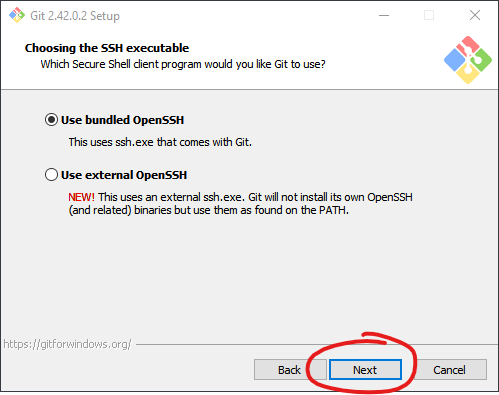 Git 2.42.0.2 Setup
Choosing the SSH executable
Which Secure Shell client program would you like Git to use?
Use bundled OpenSSH
This uses ssh.exe that comes with Git.
Use external OpenSSH
NEW! This uses an external ssh.exe. Git will not install its own OpenSSH
(and related) binaries but use them as found on the PATH.
https://gitforwindows.org/
Back Next Cancel